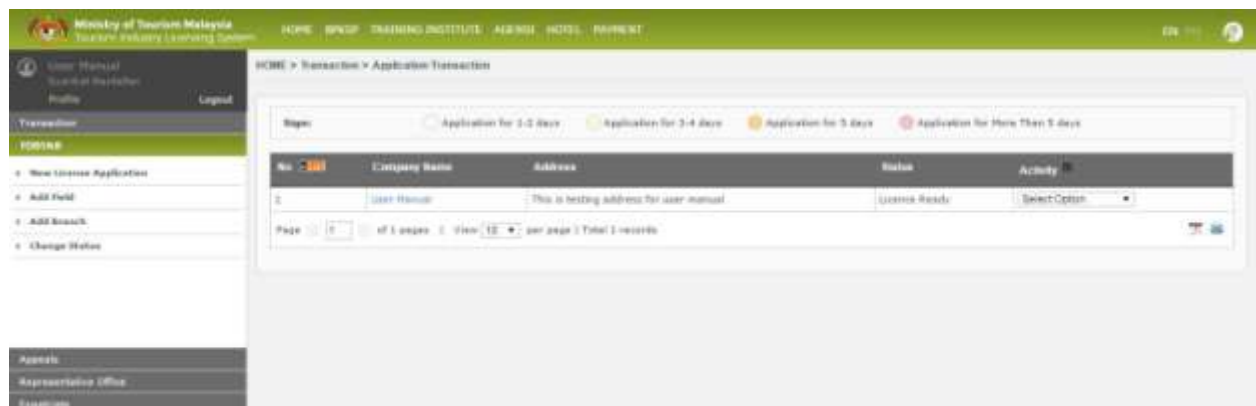 Ministry of Tourism Malaysia
Tourism Industry Licensing System
HOME TRAINING INSTITUTE HOTEL PAYMENT
EN
User Manual
Profile Logout
Transaction
New License Application
Add Field
Add Branch
Change Status
Appeals
Representative Office
HOME > Transaction > Application Transaction
Application for 1-2 days Application for 3-4 days Application for 5 days Application for More Than 5 days
No Company Name Address Status Activity
1 User Manual This is testing address for user manual License Ready Select Option
Page 1 of 1 pages | View 10 per page | Total 1 records